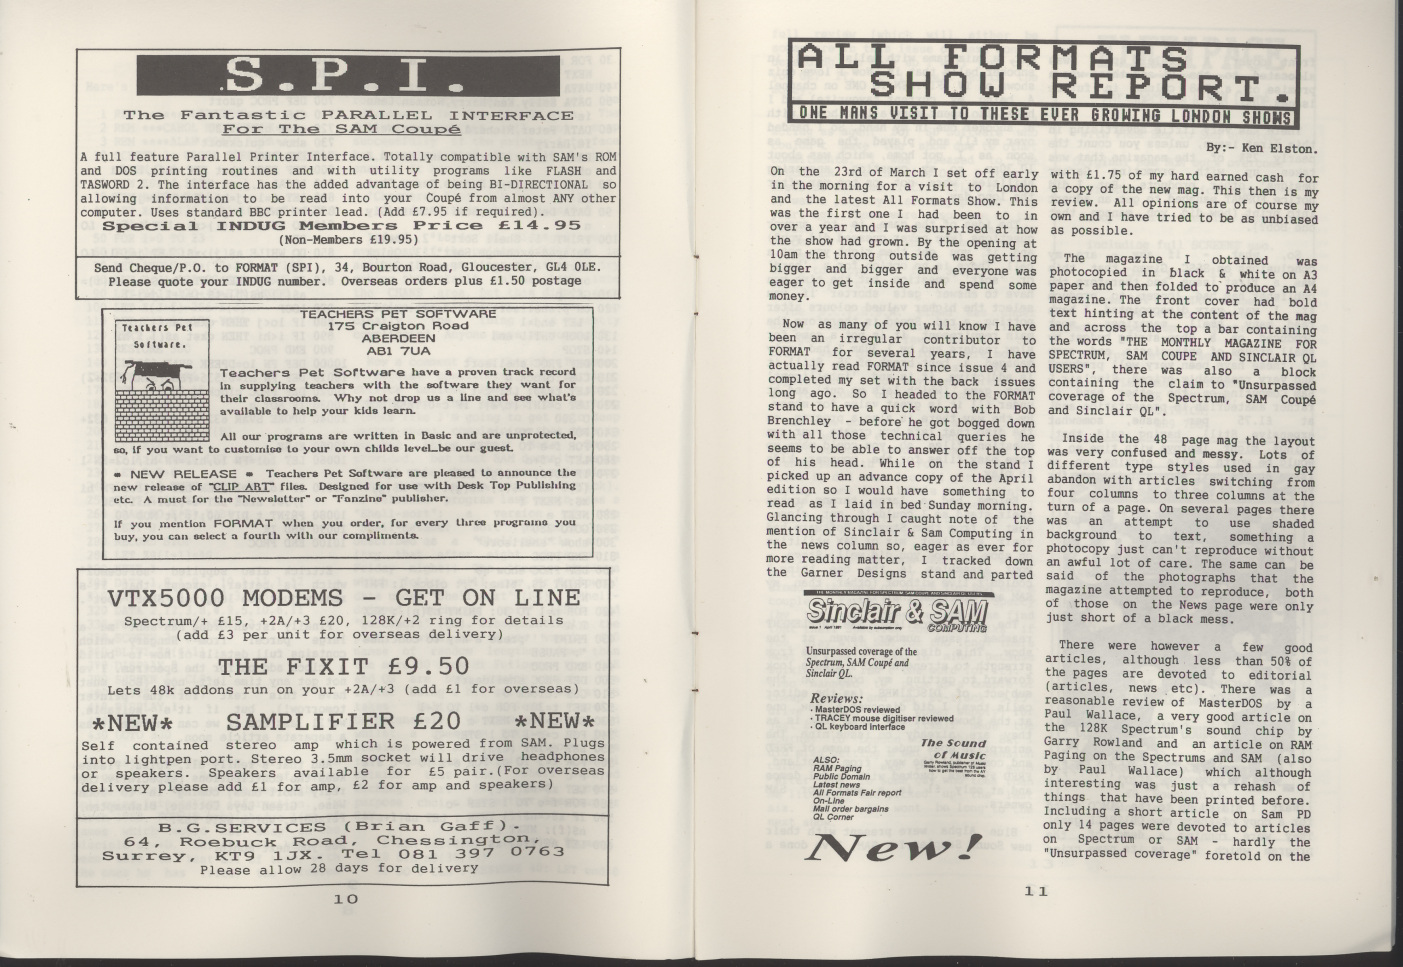 S.P.I.
The Fantastic PARALLEL INTERFACE
For The SAM Coupé
A full feature Parallel Printer Interface. Totally compatible with SAM's ROM
and DOS printing routines and with utility programs like FLASH and
TASWORD 2. The interface has the added advantage of being BI-DIRECTIONAL so
allowing information to be read into your Coupé from almost ANY other
computer. Uses standard BBC printer lead. (Add £7.95 if required).
Special INDUG Members Price £14.95
(Non-Members £19.95)
Send Cheque/P.O. to FORMAT (SPI), 34, Bourton Road, Gloucester, GL4 0LE.
Please quote your INDUG number. Overseas orders plus £1.50 postage
Teachers Pet
Software.
TEACHERS PET SOFTWARE
175 Craigton Road
ABERDEEN
AB1 7UA
Teachers Pet Software have a proven track record
in supplying teachers with the software they want for
their classrooms. Why not drop us a line and see what's
available to help your kids learn.
All our programs are written in Basic and are unprotected,
so, if you want to customise to your own childs level...be our guest.
* NEW RELEASE * Teachers Pet Software are pleased to announce the
new release of "CLIP ART" files. Designed for use with Desk Top Publishing
etc. A must for the "Newsletter" or "Fanzine" publisher.
If you mention FORMAT when you order, for every three programs you
buy, you can select a fourth with our compliments.
VTX5000 MODEMS - GET ON LINE
Spectrum/+ £15, +2A/+3 £20, 128K/+2 ring for details
(add £3 per unit for overseas delivery)
THE FIXIT £9.50
Lets 48k addons run on your +2A/+3 (add £1 for overseas)
*NEW* SAMPLIFIER £20 *NEW*
Self contained stereo amp which is powered from SAM. Plugs
into lightpen port. Stereo 3.5mm socket will drive headphones
or speakers. Speakers available for £5 pair.(For overseas
delivery please add £1 for amp, £2 for amp and speakers)
B.G.SERVICES (Brian Gaff).
64, Roebuck Road, Chessington,
Surrey, KT9 1JX. Tel 081 397 0763
Please allow 28 days for delivery
10
ALL FORMATS
SHOW REPORT.
ONE MANS VISIT TO THESE EVER GROWING LONDON SHOWS
By:- Ken Elston.
On the 23rd of March I set off early
in the morning for a visit to London
and the latest All Formats Show. This
was the first one I had been to in
over a year and I was surprised at how
the show had grown. By the opening at
10am the throng outside was getting
bigger and bigger and everyone was
eager to get inside and spend some
money.
Now as many of you will know I have
been an irregular contributor to
FORMAT for several years, I have
actually read FORMAT since issue 4 and
completed my set with the back issues
long ago. So I headed to the FORMAT
stand to have a quick word with Bob
Brenchley - before he got bogged down
with all those technical queries he
seems to be able to answer off the top
of his head. While on the stand I
picked up an advance copy of the April
edition so I would have something to
read as I laid in bed Sunday morning.
Glancing through I caught note of the
mention of Sinclair & Sam Computing in
the news column so, eager as ever for
more reading matter, I tracked down
the Garner Designs stand and parted
THE MONTHLY MAGAZINE FOR SPECTRUM, SAM COUPE AND SINCLAIR QL USERS
Sinclair & SAM
COMPUTING
Issue 1 April 1991 Available by subscription only
Unsurpassed coverage of the
Spectrum, SAM Coupé and
Sinclair QL.
Reviews:
· MasterDOS reviewed
· TRACEY mouse digitiser reviewed
· QL keyboard interface
The Sound
of Music
ALSO:
RAM Paging
Public Domain
Latest news
All Formats Fair report
On-Line
Mail order bargains
QL Corner
New!
with £1.75 of my hard earned cash for
a copy of the new mag. This then is my
review. All opinions are of course my
own and I have tried to be as unbiased
as possible.
The magazine I obtained was
photocopied in black & white on A3
paper and then folded to produce an A4
magazine. The front cover had bold
text hinting at the content of the mag
and across the top a bar containing
the words "THE MONTHLY MAGAZINE FOR
SPECTRUM, SAM COUPE AND SINCLAIR QL
USERS", there was also a block
containing the claim to "Unsurpassed
coverage of the Spectrum, SAM Coupé
and Sinclair QL".
Inside the 48 page mag the layout
was very confused and messy. Lots of
different type styles used in gay
abandon with articles switching from
four columns to three columns at the
turn of a page. On several pages there
was an attempt to use shaded
background to text, something a
photocopy just can't reproduce without
an awful lot of care. The same can be
said of the photographs that the
magazine attempted to reproduce, both
of those on the News page were only
just short of a black mess.
There were however a few good
articles, although less than 50% of
the pages are devoted to editorial
(articles, news etc). There was a
reasonable review of MasterDOS by a
Paul Wallace, a very good article on
the 128K Spectrum's sound chip by
Garry Rowland and an article on RAM
Paging on the Spectrums and SAM (also
by Paul Wallace) which although
interesting was just a rehash of
things that have been printed before.
Including a short article on Sam PD
only 14 pages were devoted to articles
on Spectrum or SAM - hardly the
"Unsurpassed coverage" foretold on the
11